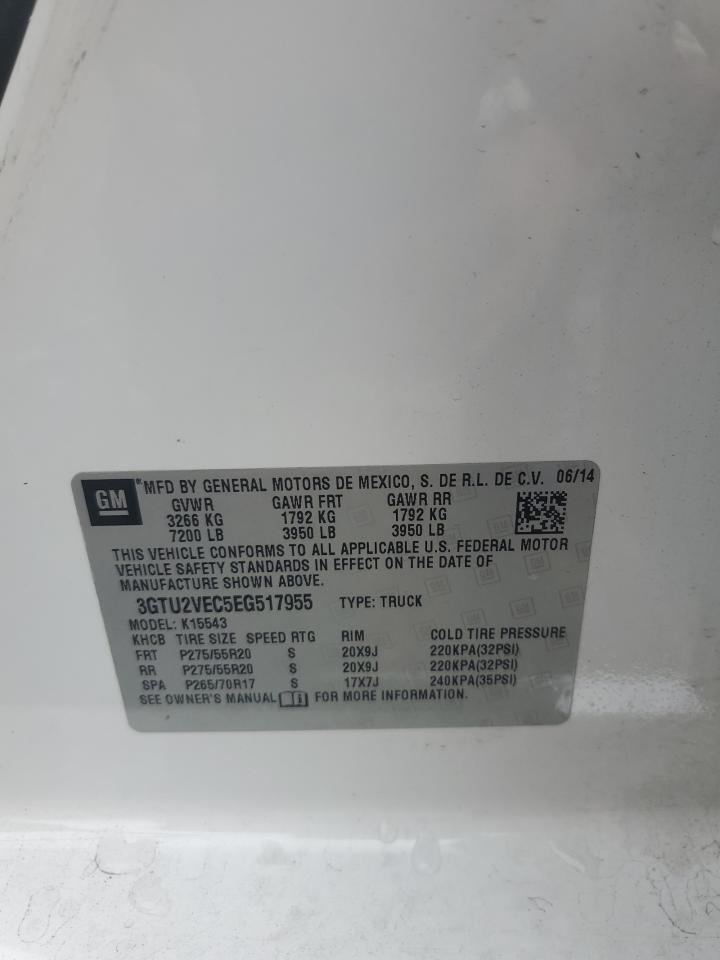 GM *MFD BY GENERAL MOTORS DE MEXICO, S. DE R.L. DE C.V. 06/14
GVWR GAWR FRT GAWR RR
3266 KG 1792 KG 1792 KG
7200 LB 3950 LB 3950 LB
THIS VEHICLE CONFORMS TO ALL APPLICABLE U.S. FEDERAL MOTOR
VEHICLE SAFETY STANDARDS IN EFFECT ON THE DATE OF
MANUFACTURE SHOWN ABOVE.
3GTU2VEC5EG517955 TYPE: TRUCK
MODEL: K15543
KHCB TIRE SIZE SPEED RTG RIM COLD TIRE PRESSURE
FRT P275/55R20 S 20X9J 220KPA(32PSI)
RR P275/55R20 S 20X9J 220KPA(32PSI)
SPA P265/70R17 S 17X7J 240KPA(35PSI)
SEE OWNER'S MANUAL i FOR MORE INFORMATION.